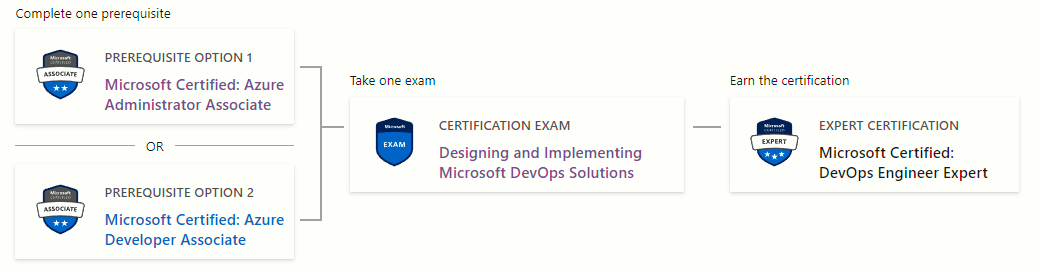 Complete one prerequisite
Microsoft
CERTIFIED
ASSOCIATE
PREREQUISITE OPTION 1
Microsoft Certified: Azure
Administrator Associate
OR
Microsoft
CERTIFIED
ASSOCIATE
PREREQUISITE OPTION 2
Microsoft Certified: Azure
Developer Associate
Take one exam
Microsoft
EXAM
CERTIFICATION EXAM
Designing and Implementing
Microsoft DevOps Solutions
Earn the certification
Microsoft
CERTIFIED
EXPERT
EXPERT CERTIFICATION
Microsoft Certified:
DevOps Engineer Expert